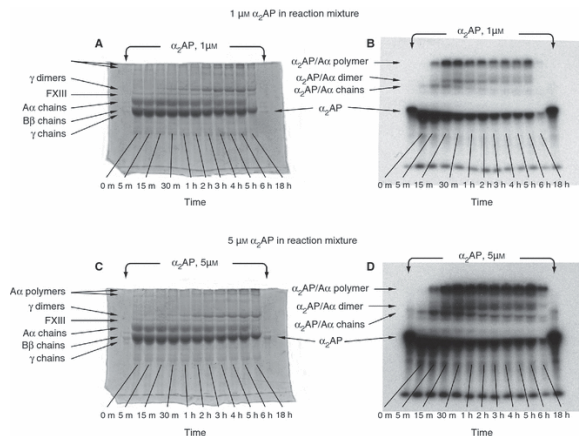 1 μM α₂AP in reaction mixture
A
α₂AP, 1μM
γ dimers
FXIII
Aα chains
Bβ chains
γ chains
0 m 5 m 15 m 30 m 1 h 2 h 3 h 4 h 5 h 6 h 18 h
Time
B
α₂AP, 1μM
α₂AP/Aα polymer
α₂AP/Aα dimer
α₂AP/Aα chains
α₂AP
0 m 5 m 15 m 30 m 1 h 2 h 3 h 4 h 5 h 6 h 18 h
Time
5 μM α₂AP in reaction mixture
C
α₂AP, 5μM
Aα polymers
γ dimers
FXIII
Aα chains
Bβ chains
γ chains
0 m 5 m 15 m 30 m 1 h 2 h 3 h 4 h 5 h 6 h 18 h
Time
D
α₂AP, 5μM
α₂AP/Aα polymer
α₂AP/Aα dimer
α₂AP/Aα chains
α₂AP
0 m 5 m 15 m 30 m 1 h 2 h 3 h 4 h 5 h 6 h 18 h
Time